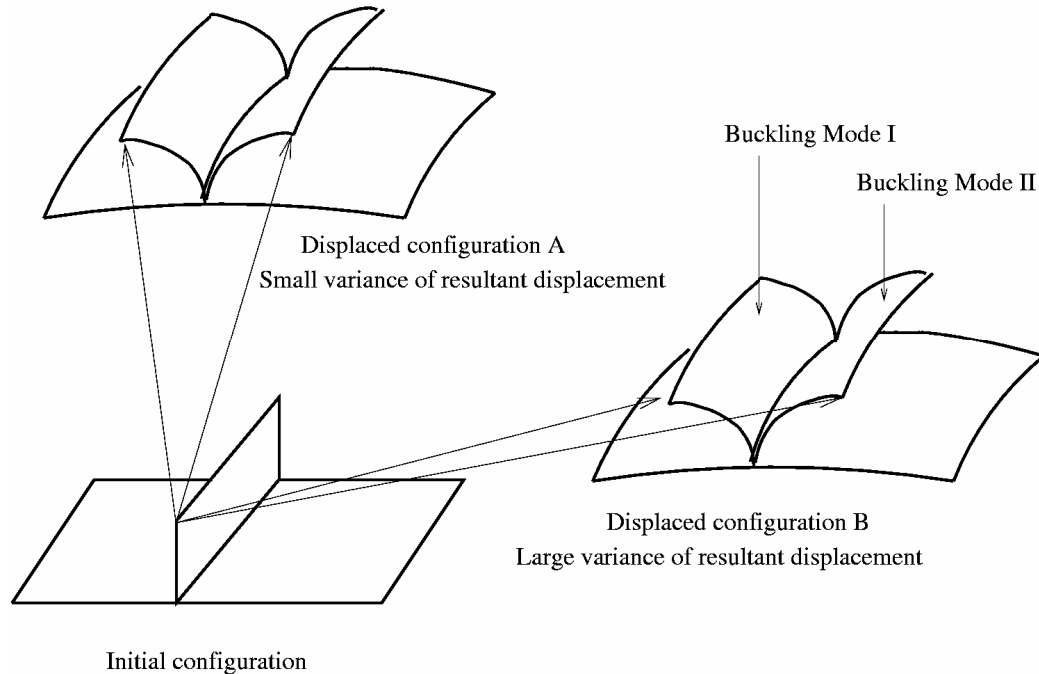 Buckling Mode I
Buckling Mode II
Displaced configuration A
Small variance of resultant displacement
Displaced configuration B
Large variance of resultant displacement
Initial configuration